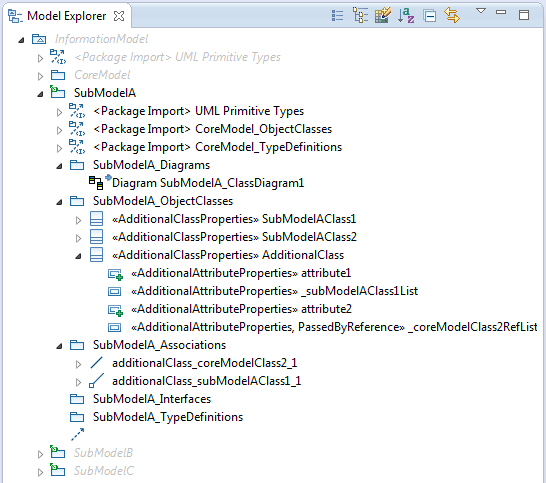 Model Explorer
InformationModel
<Package Import> UML Primitive Types
CoreModel
SubModelA
<Package Import> UML Primitive Types
<Package Import> CoreModel_ObjectClasses
<Package Import> CoreModel_TypeDefinitions
SubModelA_Diagrams
Diagram SubModelA_ClassDiagram1
SubModelA_ObjectClasses
«AdditionalClassProperties» SubModelAClass1
«AdditionalClassProperties» SubModelAClass2
«AdditionalClassProperties» AdditionalClass
«AdditionalAttributeProperties» attribute1
«AdditionalAttributeProperties» _subModelAClass1List
«AdditionalAttributeProperties» attribute2
«AdditionalAttributeProperties, PassedByReference» _coreModelClass2RefList
SubModelA_Associations
additionalClass_coreModelClass2_1
additionalClass_subModelAClass1_1
SubModelA_Interfaces
SubModelA_TypeDefinitions
SubModelB
SubModelC